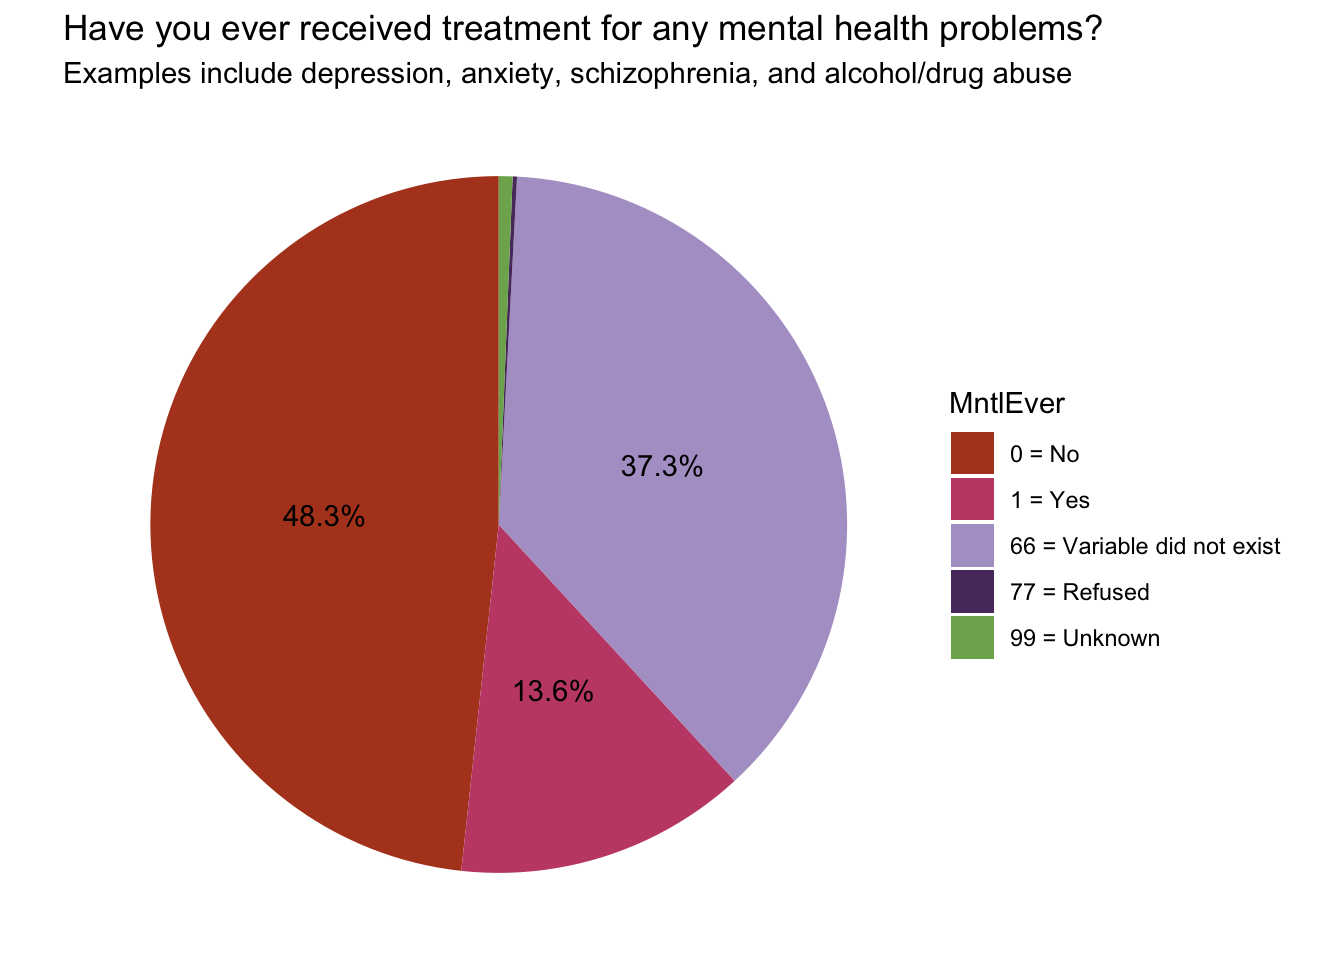 Have you ever received treatment for any mental health problems?
Examples include depression, anxiety, schizophrenia, and alcohol/drug abuse
37.3%
48.3%
13.6%
MntlEver
0 = No
1 = Yes
66 = Variable did not exist
77 = Refused
99 = Unknown